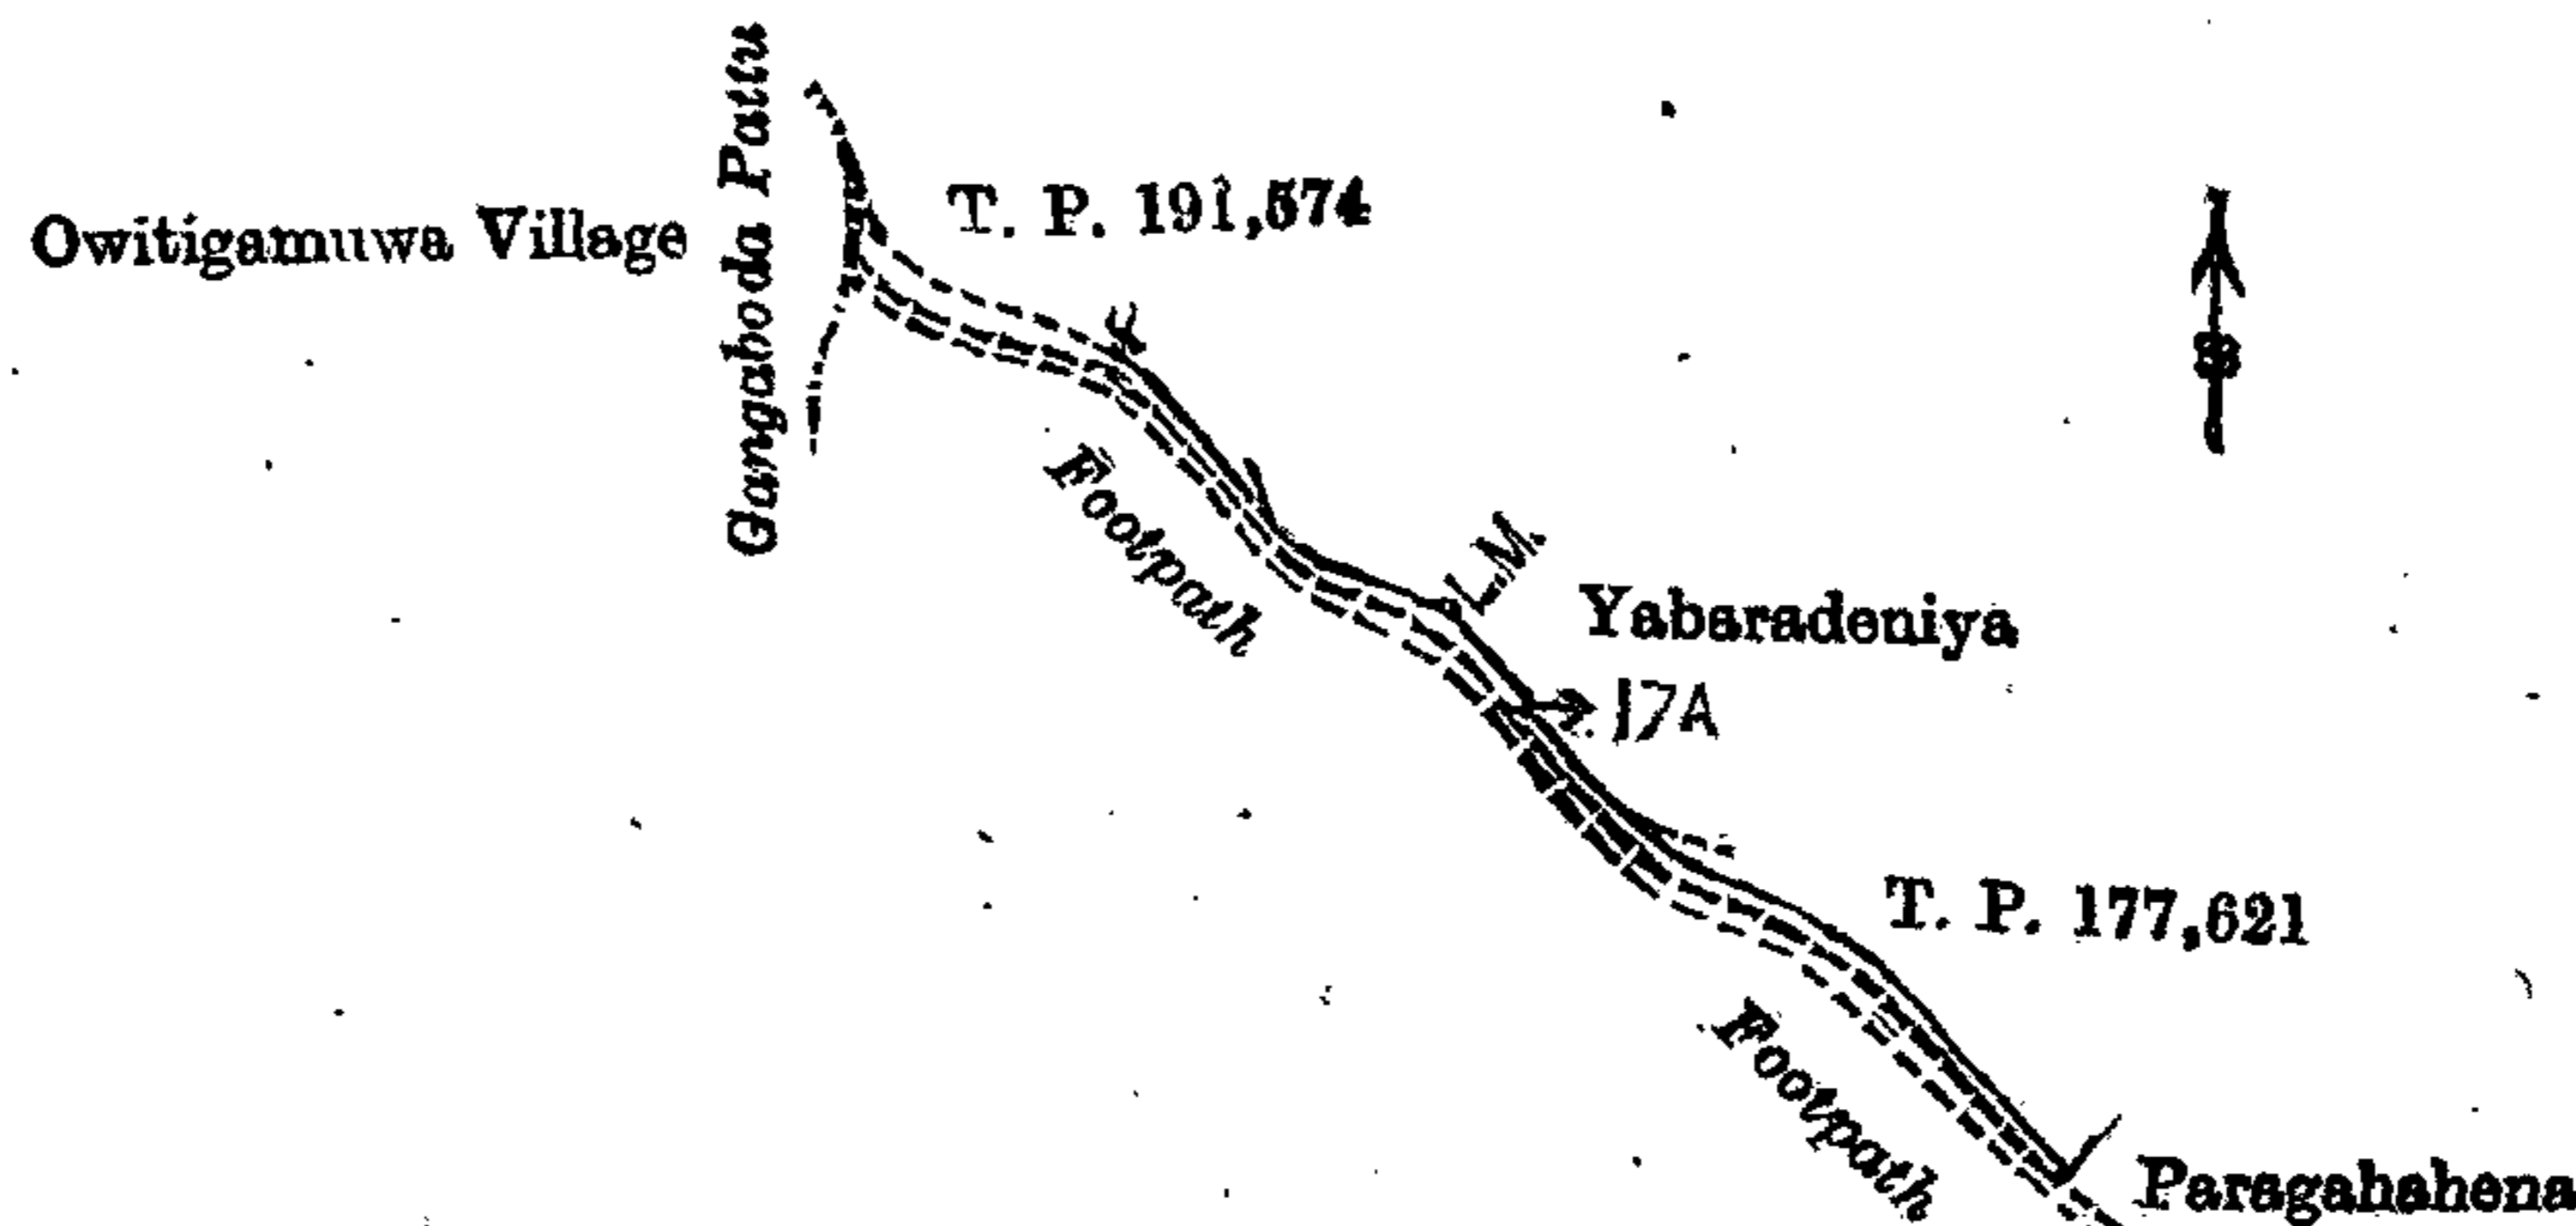 Gangaboda Pattu
Owitigamuwa Village
T. P. 191,574
Footpath
L.M.
Yabaradeniya
17A
T. P. 177,621
Footpath
Paragahahena